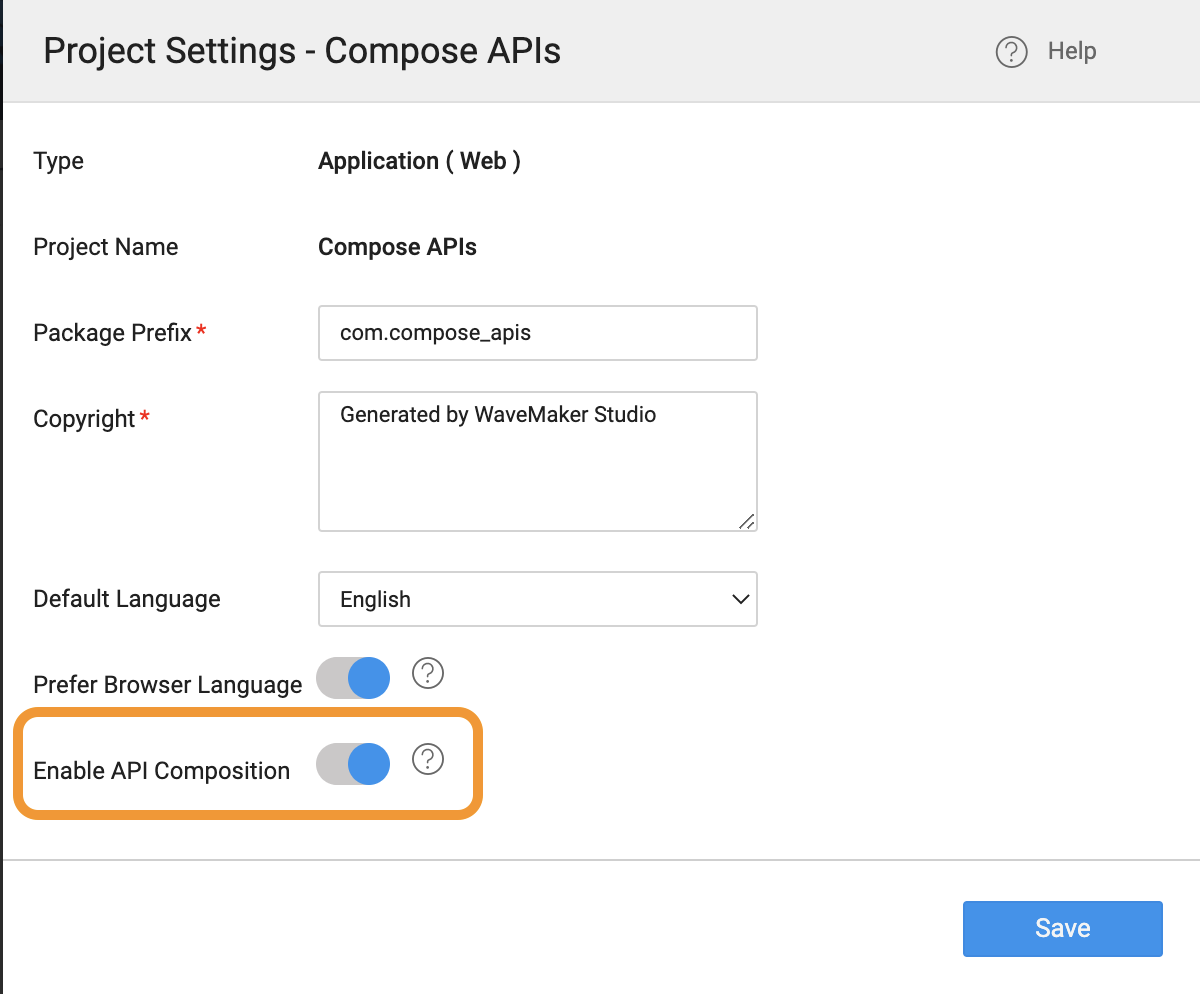 Project Settings - Compose APIs
? Help
Type Application ( Web )
Project Name Compose APIs
Package Prefix * com.compose_apis
Copyright * Generated by WaveMaker Studio
Default Language English
Prefer Browser Language ?
Enable API Composition ?
Save